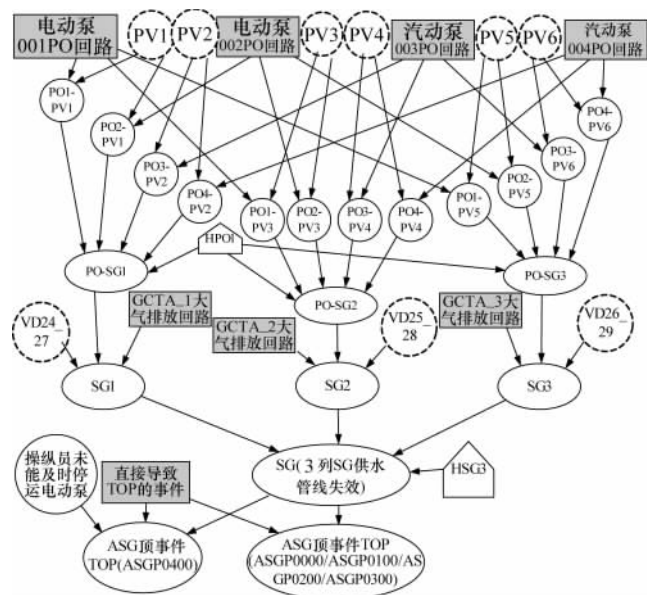 电动泵
001PO回路
PV1
PV2
电动泵
002PO回路
PV3
PV4
汽动泵
003PO回路
PV5
PV6
汽动泵
004PO回路
PO1-
PV1
PO2-
PV1
PO3-
PV2
PO4-
PV2
PO1-
PV3
PO2-
PV3
PO3-
PV4
PO4-
PV4
PO1-
PV5
PO2-
PV5
PO3-
PV6
PO4-
PV6
PO-SG1
HPO1
PO-SG2
PO-SG3
VD24_
27
GCTA_1大
气排放回路
GCTA_2大
气排放回路
VD25_
28
GCTA_3大
气排放回路
VD26_
29
SG1
SG2
SG3
操纵员未
能及时停
运电动泵
直接导致
TOP的事件
SG(3列SG供水
管线失效)
HSG3
ASG顶事件
TOP(ASGP0400)
ASG顶事件TOP
(ASGP0000/ASGP0100/AS
GP0200/ASGP0300)